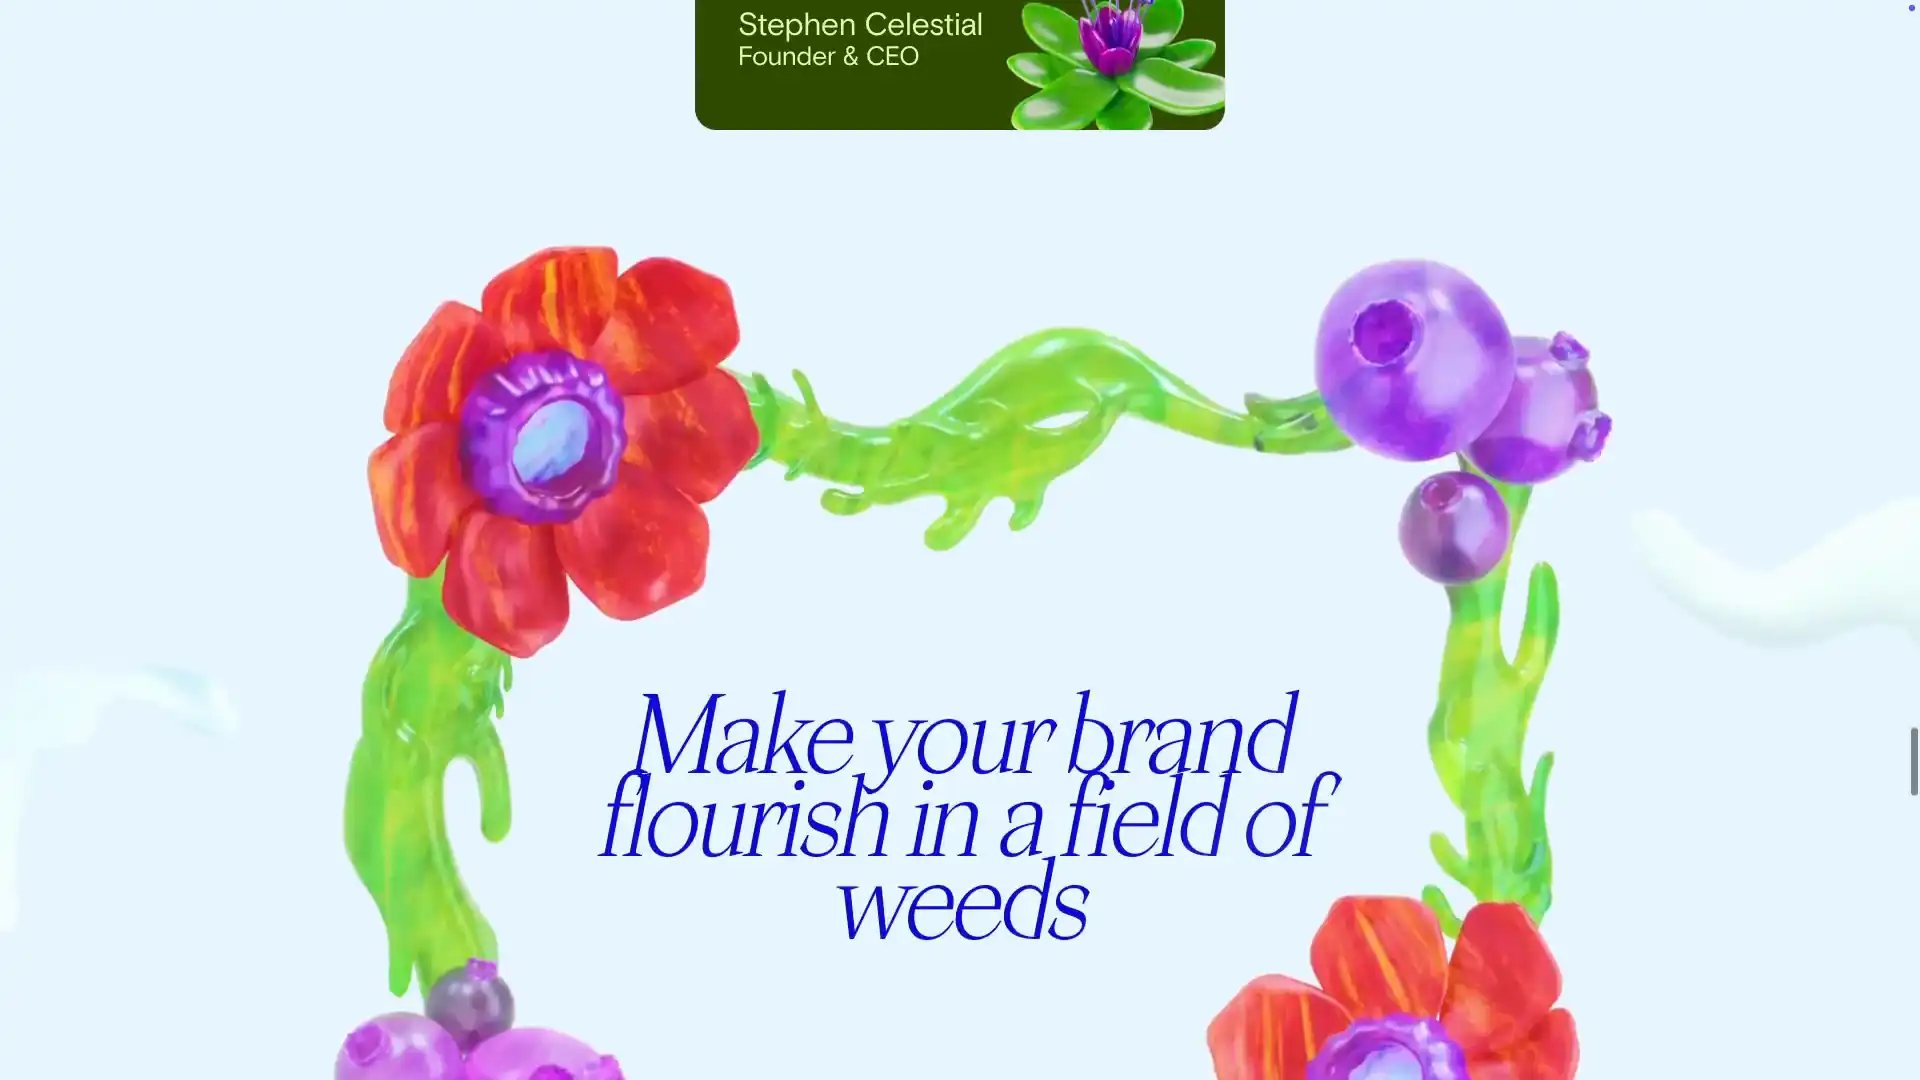 Stephen Celestial
Founder & CEO
Make your brand
flourish in a field of
weeds